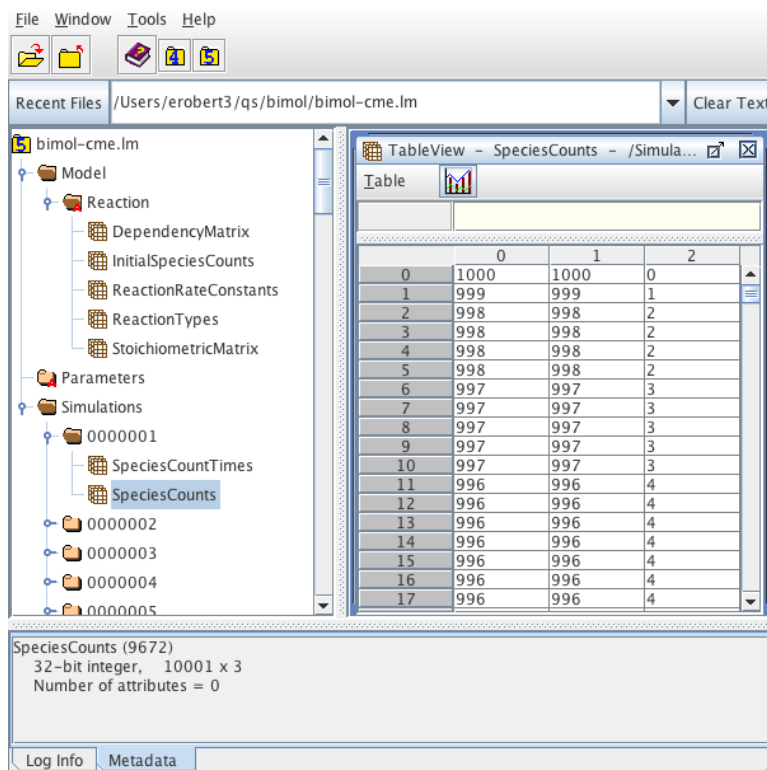 File Window Tools Help
4 5
Recent Files /Users/erobert3/qs/bimol/bimol-cme.lm Clear Text
5 bimol-cme.lm
Model
Reaction
DependencyMatrix
InitialSpeciesCounts
ReactionRateConstants
ReactionTypes
StoichiometricMatrix
Parameters
Simulations
0000001
SpeciesCountTimes
SpeciesCounts
0000002
0000003
0000004
0000005
TableView - SpeciesCounts - /Simula...
Table
0 1 2
0 1000 1000 0
1 999 999 1
2 998 998 2
3 998 998 2
4 998 998 2
5 998 998 2
6 997 997 3
7 997 997 3
8 997 997 3
9 997 997 3
10 997 997 3
11 996 996 4
12 996 996 4
13 996 996 4
14 996 996 4
15 996 996 4
16 996 996 4
17 996 996 4
SpeciesCounts (9672)
32-bit integer, 10001 x 3
Number of attributes = 0
Log Info Metadata